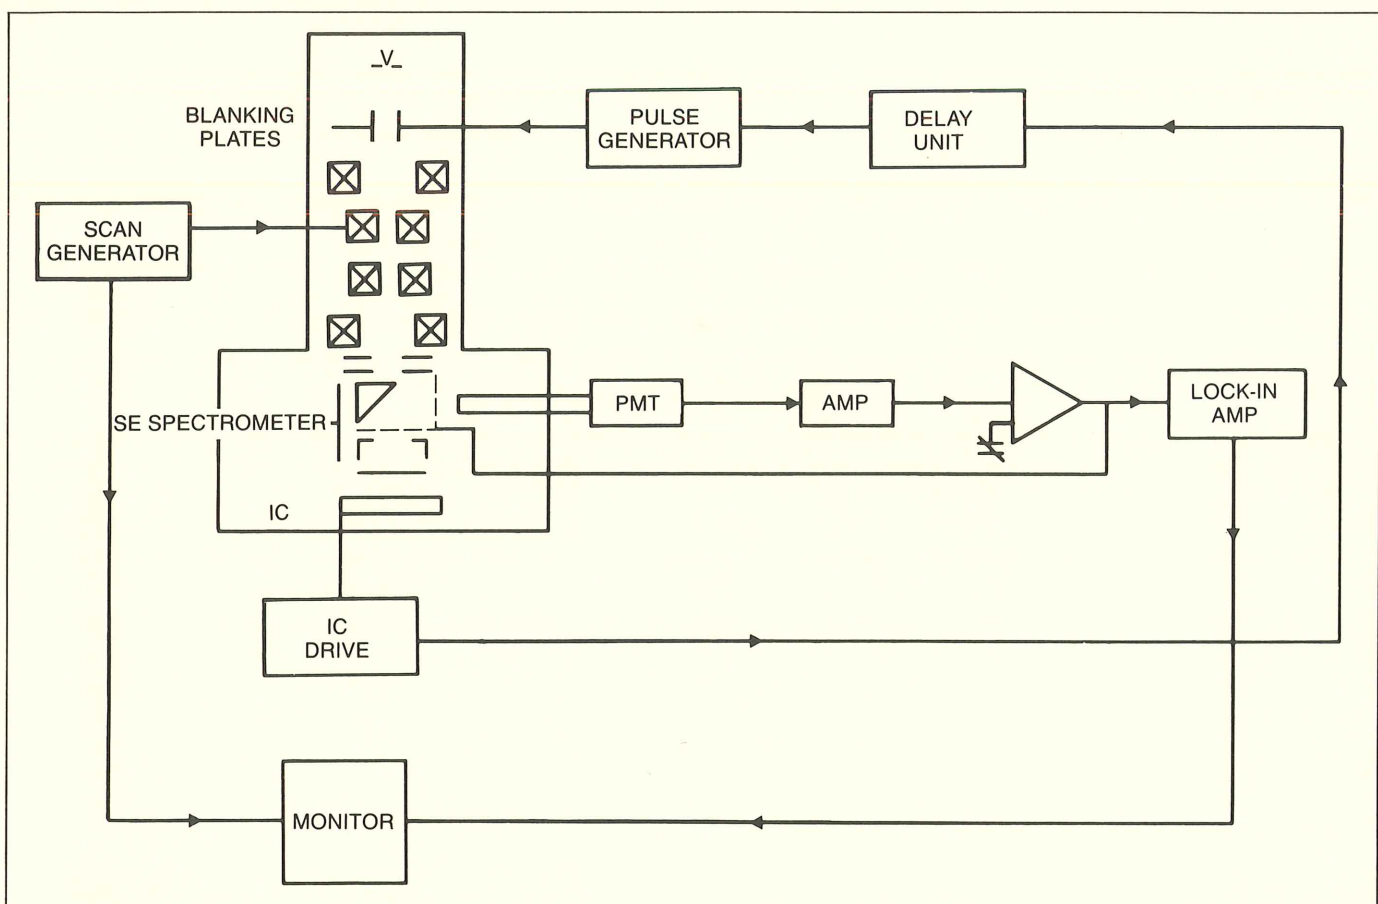 _V_
BLANKING
PLATES
PULSE
GENERATOR
DELAY
UNIT
SCAN
GENERATOR
SE SPECTROMETER
PMT
AMP
LOCK-IN
AMP
IC
IC
DRIVE
MONITOR